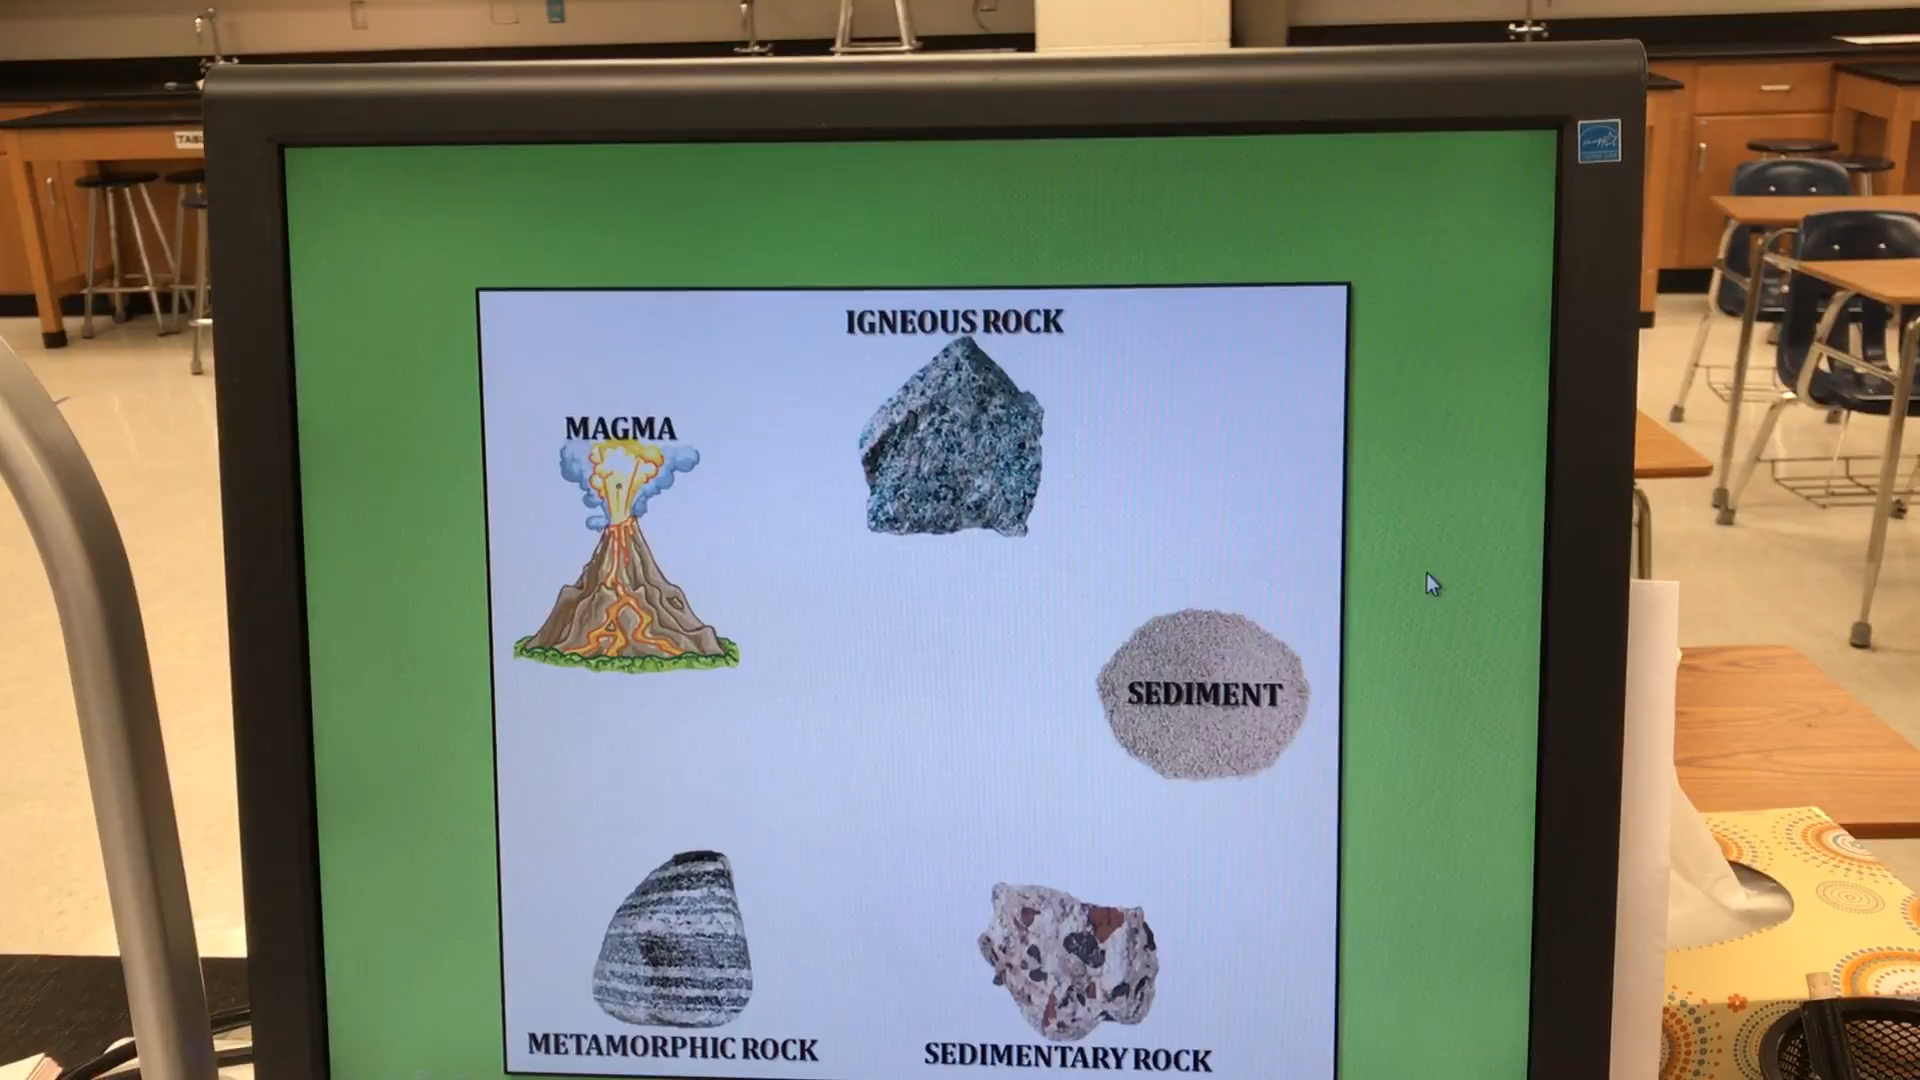 IGNEOUS ROCK
MAGMA
SEDIMENT
METAMORPHIC ROCK
SEDIMENTARY ROCK